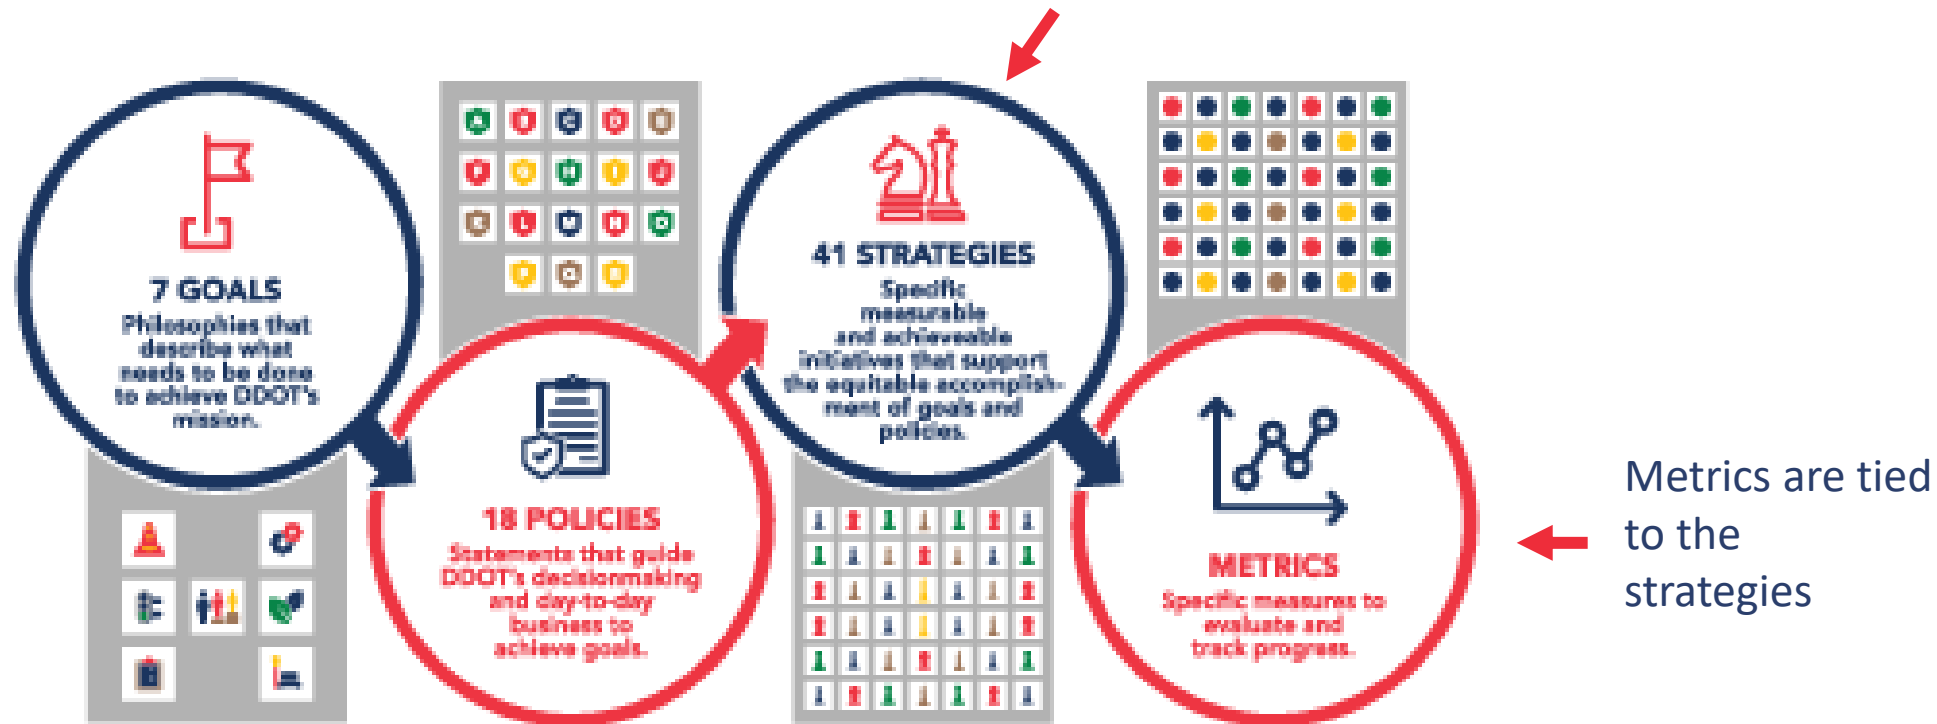 7 GOALS
Philosophies that
describe what
needs to be done
to achieve DDOT's
mission.
18 POLICIES
Statements that guide
DDOT's decisionmaking
and day-to-day
business to
achieve goals.
41 STRATEGIES
Specific
measurable
and achieveable
initiatives that support
the equitable accomplish-
ment of goals and
policies.
METRICS
Specific measures to
evaluate and
track progress.
Metrics are tied
to the
strategies